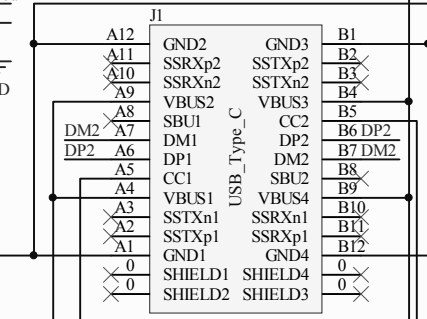 J1
A12 GND2 GND3 B1
A11 SSRXp2 SSTXp2 B2
A10 SSRXn2 SSTXn2 B3
A9 VBUS2 VBUS3 B4
A8 SBU1 CC2 B5
DM2 A7 DM1 DP2 B6 DP2
DP2 A6 DP1 DM2 B7 DM2
A5 CC1 SBU2 B8
A4 VBUS1 VBUS4 B9
A3 SSTXn1 SSRXn1 B10
A2 SSTXp1 SSRXp1 B11
A1 GND1 GND4 B12
0 SHIELD1 SHIELD4 0
0 SHIELD2 SHIELD3 0
USB_Type_C
D